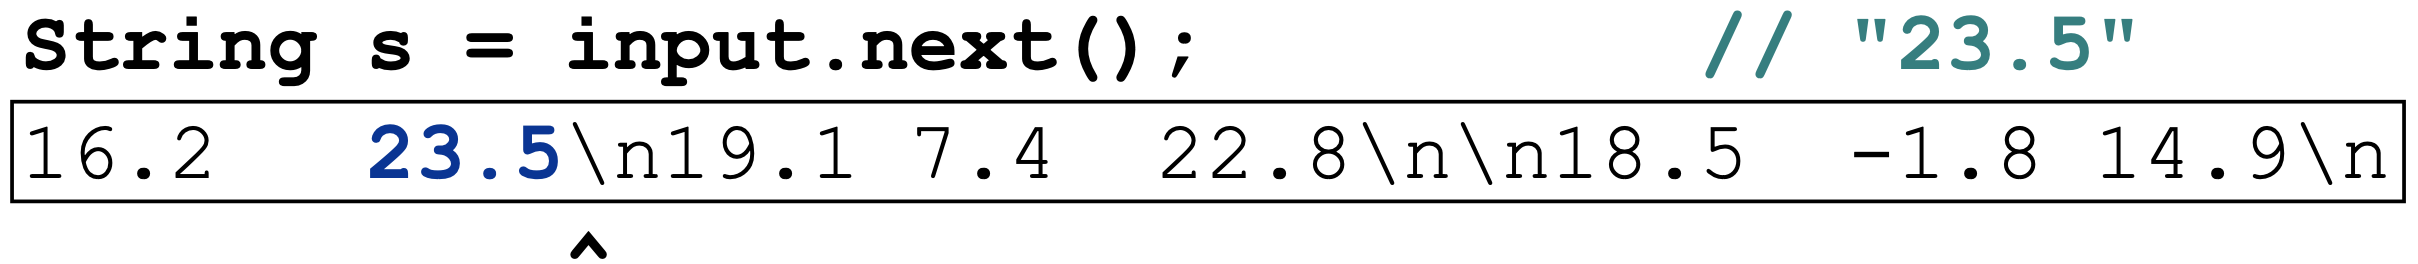 String s = input.next();          // "23.5"
16.2   23.5\n19.1 7.4  22.8\n\n18.5  -1.8 14.9\n
^